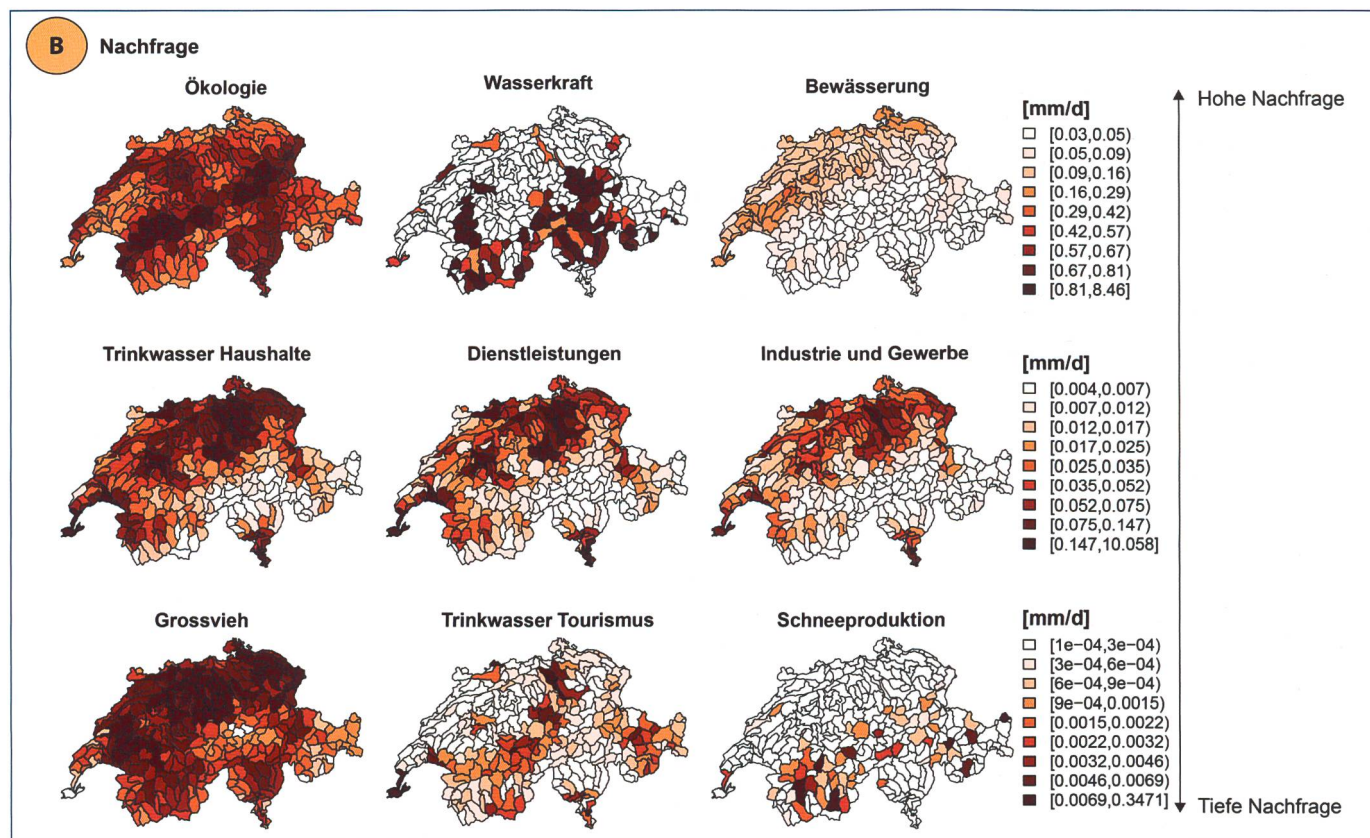 B Nachfrage
Ökologie
Wasserkraft
Bewässerung
[mm/d]
[0.03,0.05)
[0.05,0.09)
[0.09,0.16)
[0.16,0.29)
[0.29,0.42)
[0.42,0.57)
[0.57,0.67)
[0.67,0.81)
[0.81,8.46]
Hohe Nachfrage
Trinkwasser Haushalte
Dienstleistungen
Industrie und Gewerbe
[mm/d]
[0.004,0.007)
[0.007,0.012)
[0.012,0.017)
[0.017,0.025)
[0.025,0.035)
[0.035,0.052)
[0.052,0.075)
[0.075,0.147)
[0.147,10.058]
Grossvieh
Trinkwasser Tourismus
Schneeproduktion
[mm/d]
[1e−04,3e−04)
[3e−04,6e−04)
[6e−04,9e−04)
[9e−04,0.0015)
[0.0015,0.0022)
[0.0022,0.0032)
[0.0032,0.0046)
[0.0046,0.0069)
[0.0069,0.3471]
Tiefe Nachfrage